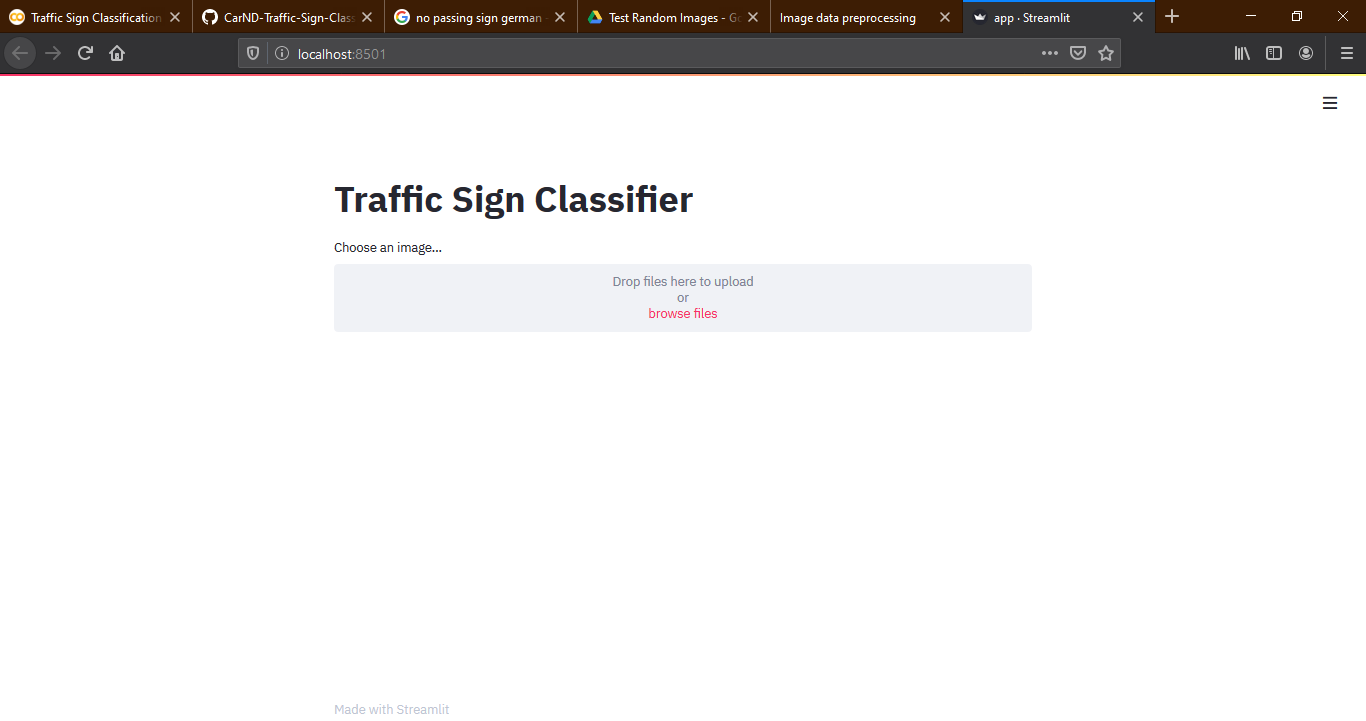 Traffic Sign Classification
CarND-Traffic-Sign-Class
no passing sign german
Test Random Images - Go
Image data preprocessing
app · Streamlit
localhost:8501
Traffic Sign Classifier
Choose an image...
Drop files here to upload
or
browse files
Made with Streamlit